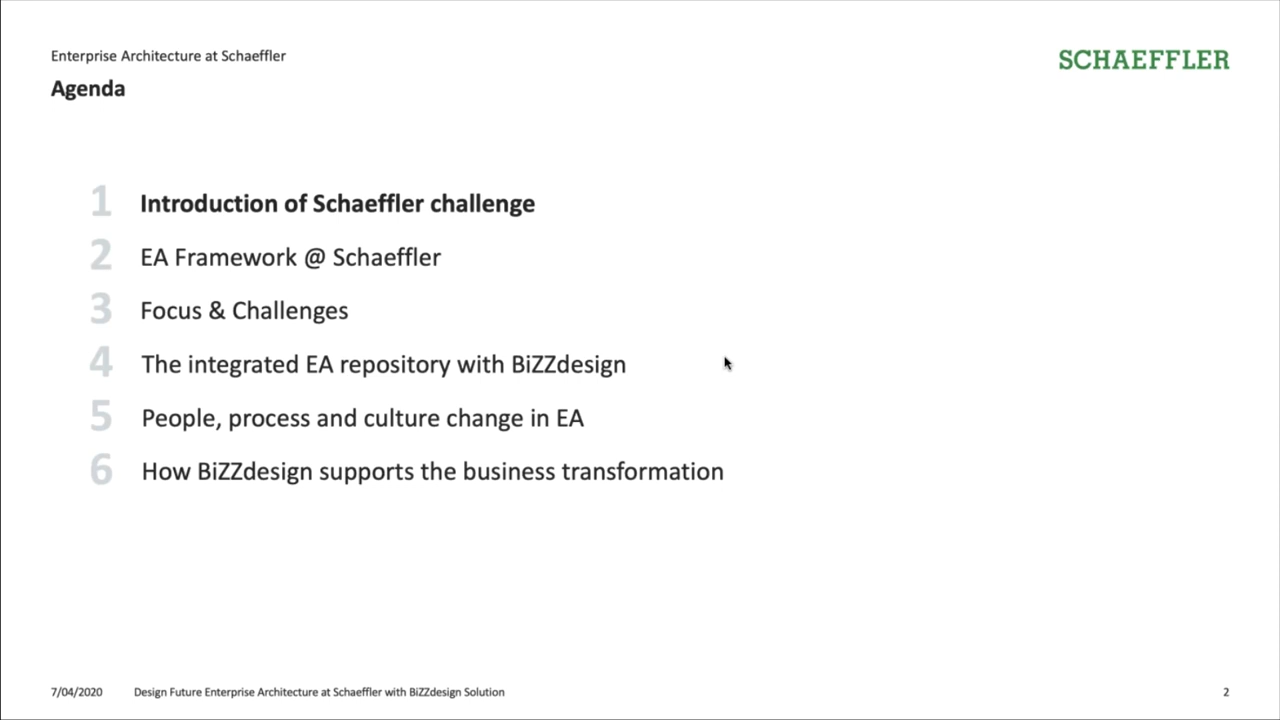 Enterprise Architecture at Schaeffler
SCHAEFFLER
Agenda
1 Introduction of Schaeffler challenge
2 EA Framework @ Schaeffler
3 Focus & Challenges
4 The integrated EA repository with BiZZdesign
5 People, process and culture change in EA
6 How BiZZdesign supports the business transformation
7/04/2020 Design Future Enterprise Architecture at Schaeffler with BiZZdesign Solution 2